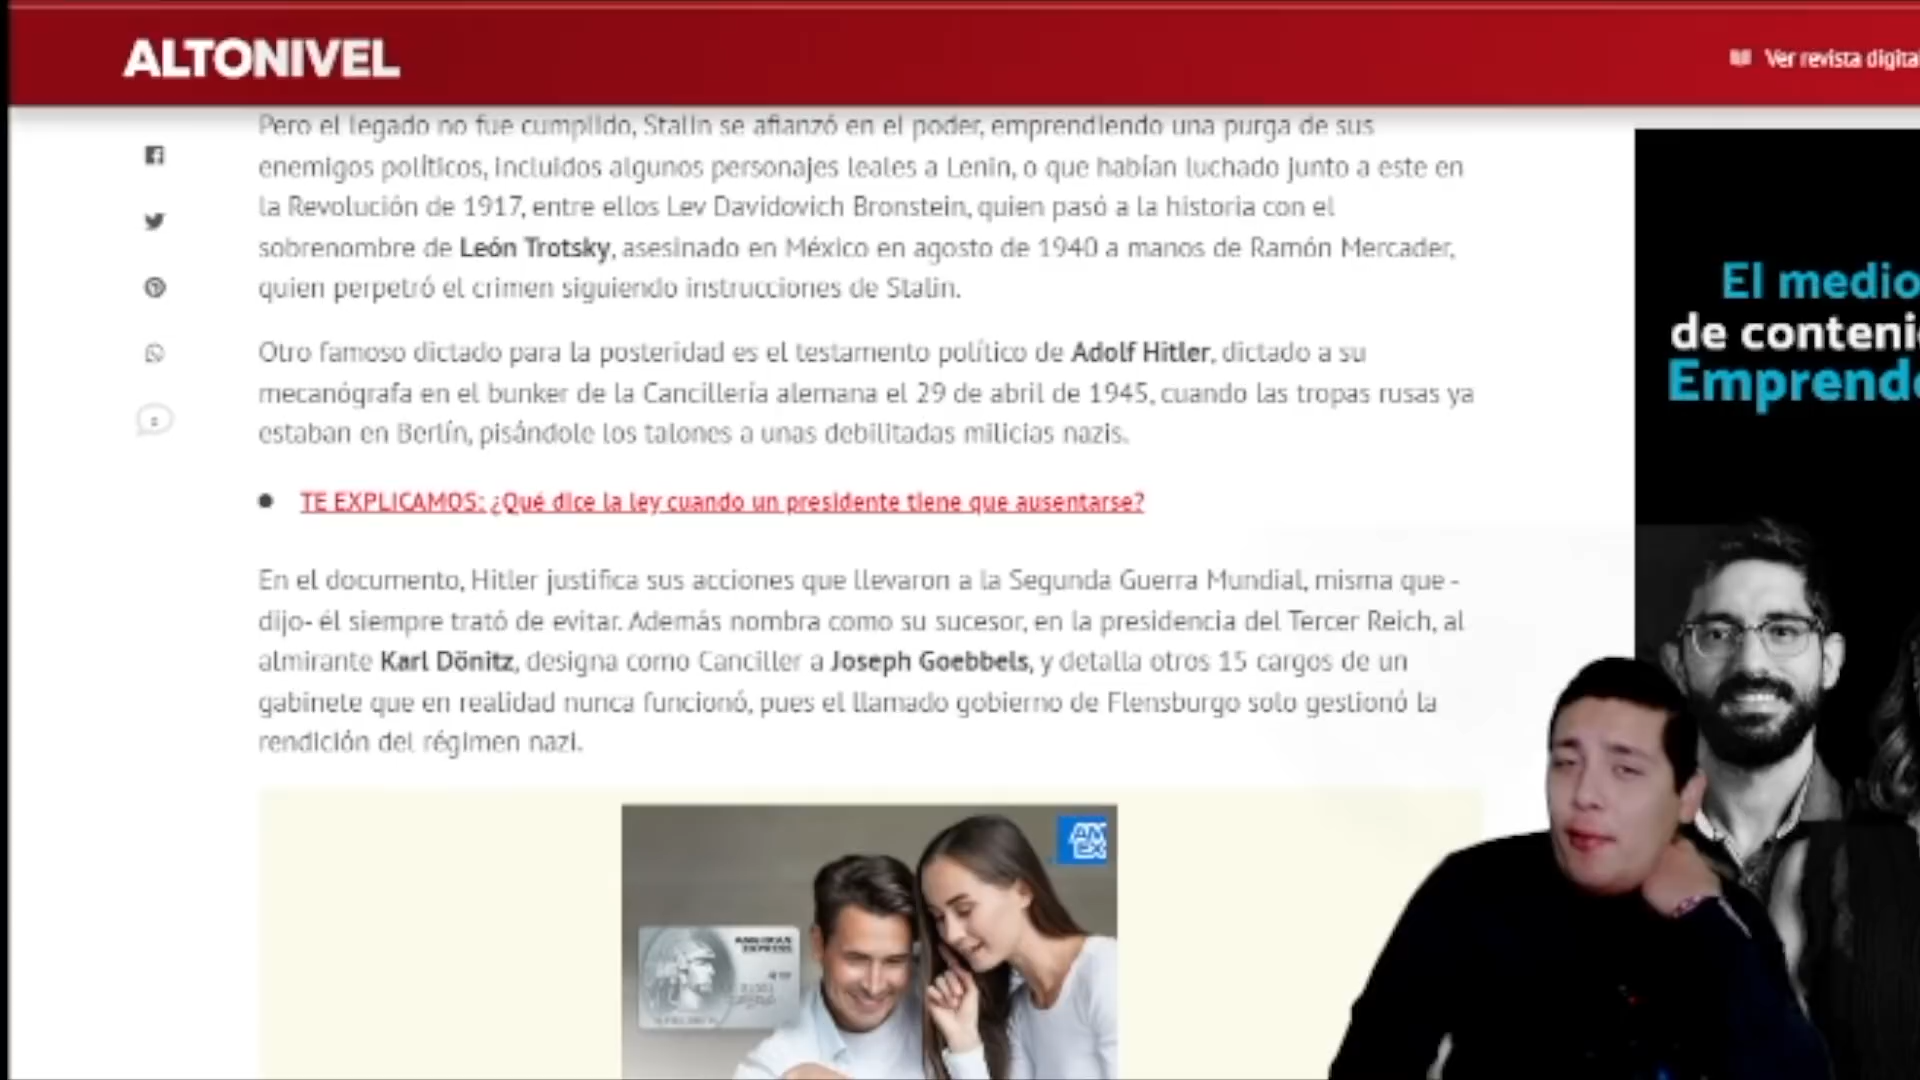 ALTONIVEL
Ver revista digital
Pero el legado no fue cumplido, Stalin se afianzó en el poder, emprendiendo una purga de sus
enemigos políticos, incluidos algunos personajes leales a Lenin, o que habían luchado junto a este en
la Revolución de 1917, entre ellos Lev Davidovich Bronstein, quien pasó a la historia con el
sobrenombre de León Trotsky, asesinado en México en agosto de 1940 a manos de Ramón Mercader,
quien perpetró el crimen siguiendo instrucciones de Stalin.
Otro famoso dictado para la posteridad es el testamento político de Adolf Hitler, dictado a su
mecanógrafa en el bunker de la Cancillería alemana el 29 de abril de 1945, cuando las tropas rusas ya
estaban en Berlín, pisándole los talones a unas debilitadas milicias nazis.
TE EXPLICAMOS: ¿Qué dice la ley cuando un presidente tiene que ausentarse?
En el documento, Hitler justifica sus acciones que llevaron a la Segunda Guerra Mundial, misma que -
dijo- él siempre trató de evitar. Además nombra como su sucesor, en la presidencia del Tercer Reich, al
almirante Karl Dönitz, designa como Canciller a Joseph Goebbels, y detalla otros 15 cargos de un
gabinete que en realidad nunca funcionó, pues el llamado gobierno de Flensburgo solo gestionó la
rendición del régimen nazi.
El medio
de conteni
Emprende
AM
EX
AMERICAN
EXPRESS